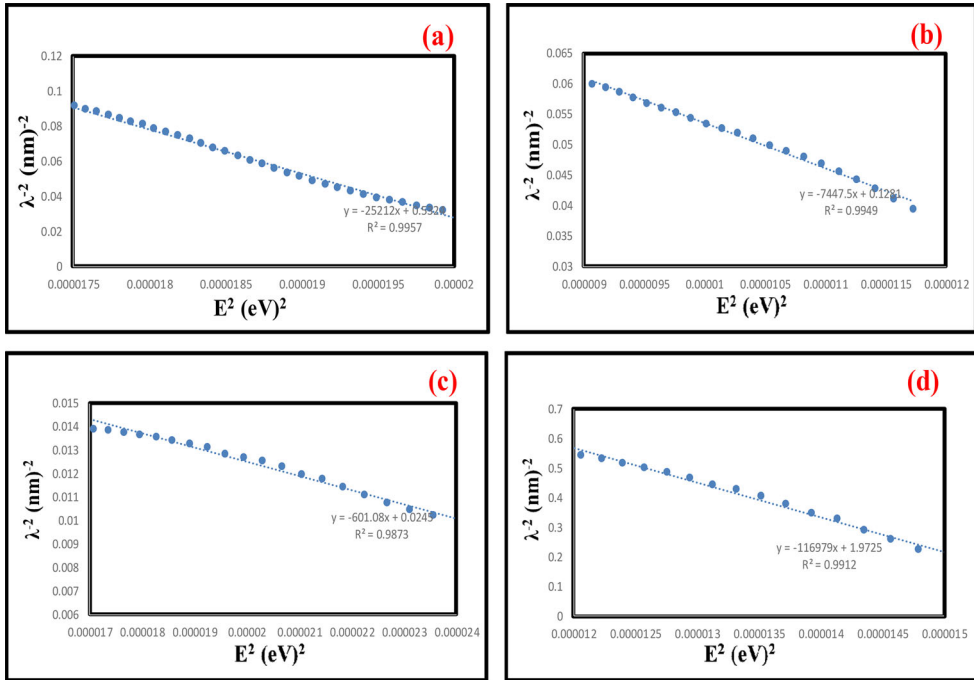 (a)
0.12
0.1
0.08
0.06
0.04
0.02
0
λ⁻² (nm)⁻²
y = -25212x + 0.532
R² = 0.9957
0.0000175 0.000018 0.0000185 0.000019 0.0000195 0.00002
E² (eV)²
(b)
0.065
0.06
0.055
0.05
0.045
0.04
0.035
0.03
λ⁻² (nm)⁻²
y = -7447.5x + 0.1281
R² = 0.9949
0.000009 0.0000095 0.00001 0.0000105 0.000011 0.0000115 0.000012
E² (eV)²
(c)
0.015
0.014
0.013
0.012
0.011
0.01
0.009
0.008
0.007
0.006
λ⁻² (nm)⁻²
y = -601.08x + 0.0245
R² = 0.9873
0.000017 0.000018 0.000019 0.00002 0.000021 0.000022 0.000023 0.000024
E² (eV)²
(d)
0.7
0.6
0.5
0.4
0.3
0.2
0.1
0
λ⁻² (nm)⁻²
y = -116979x + 1.9725
R² = 0.9912
0.000012 0.0000125 0.000013 0.0000135 0.000014 0.0000145 0.000015
E² (eV)²